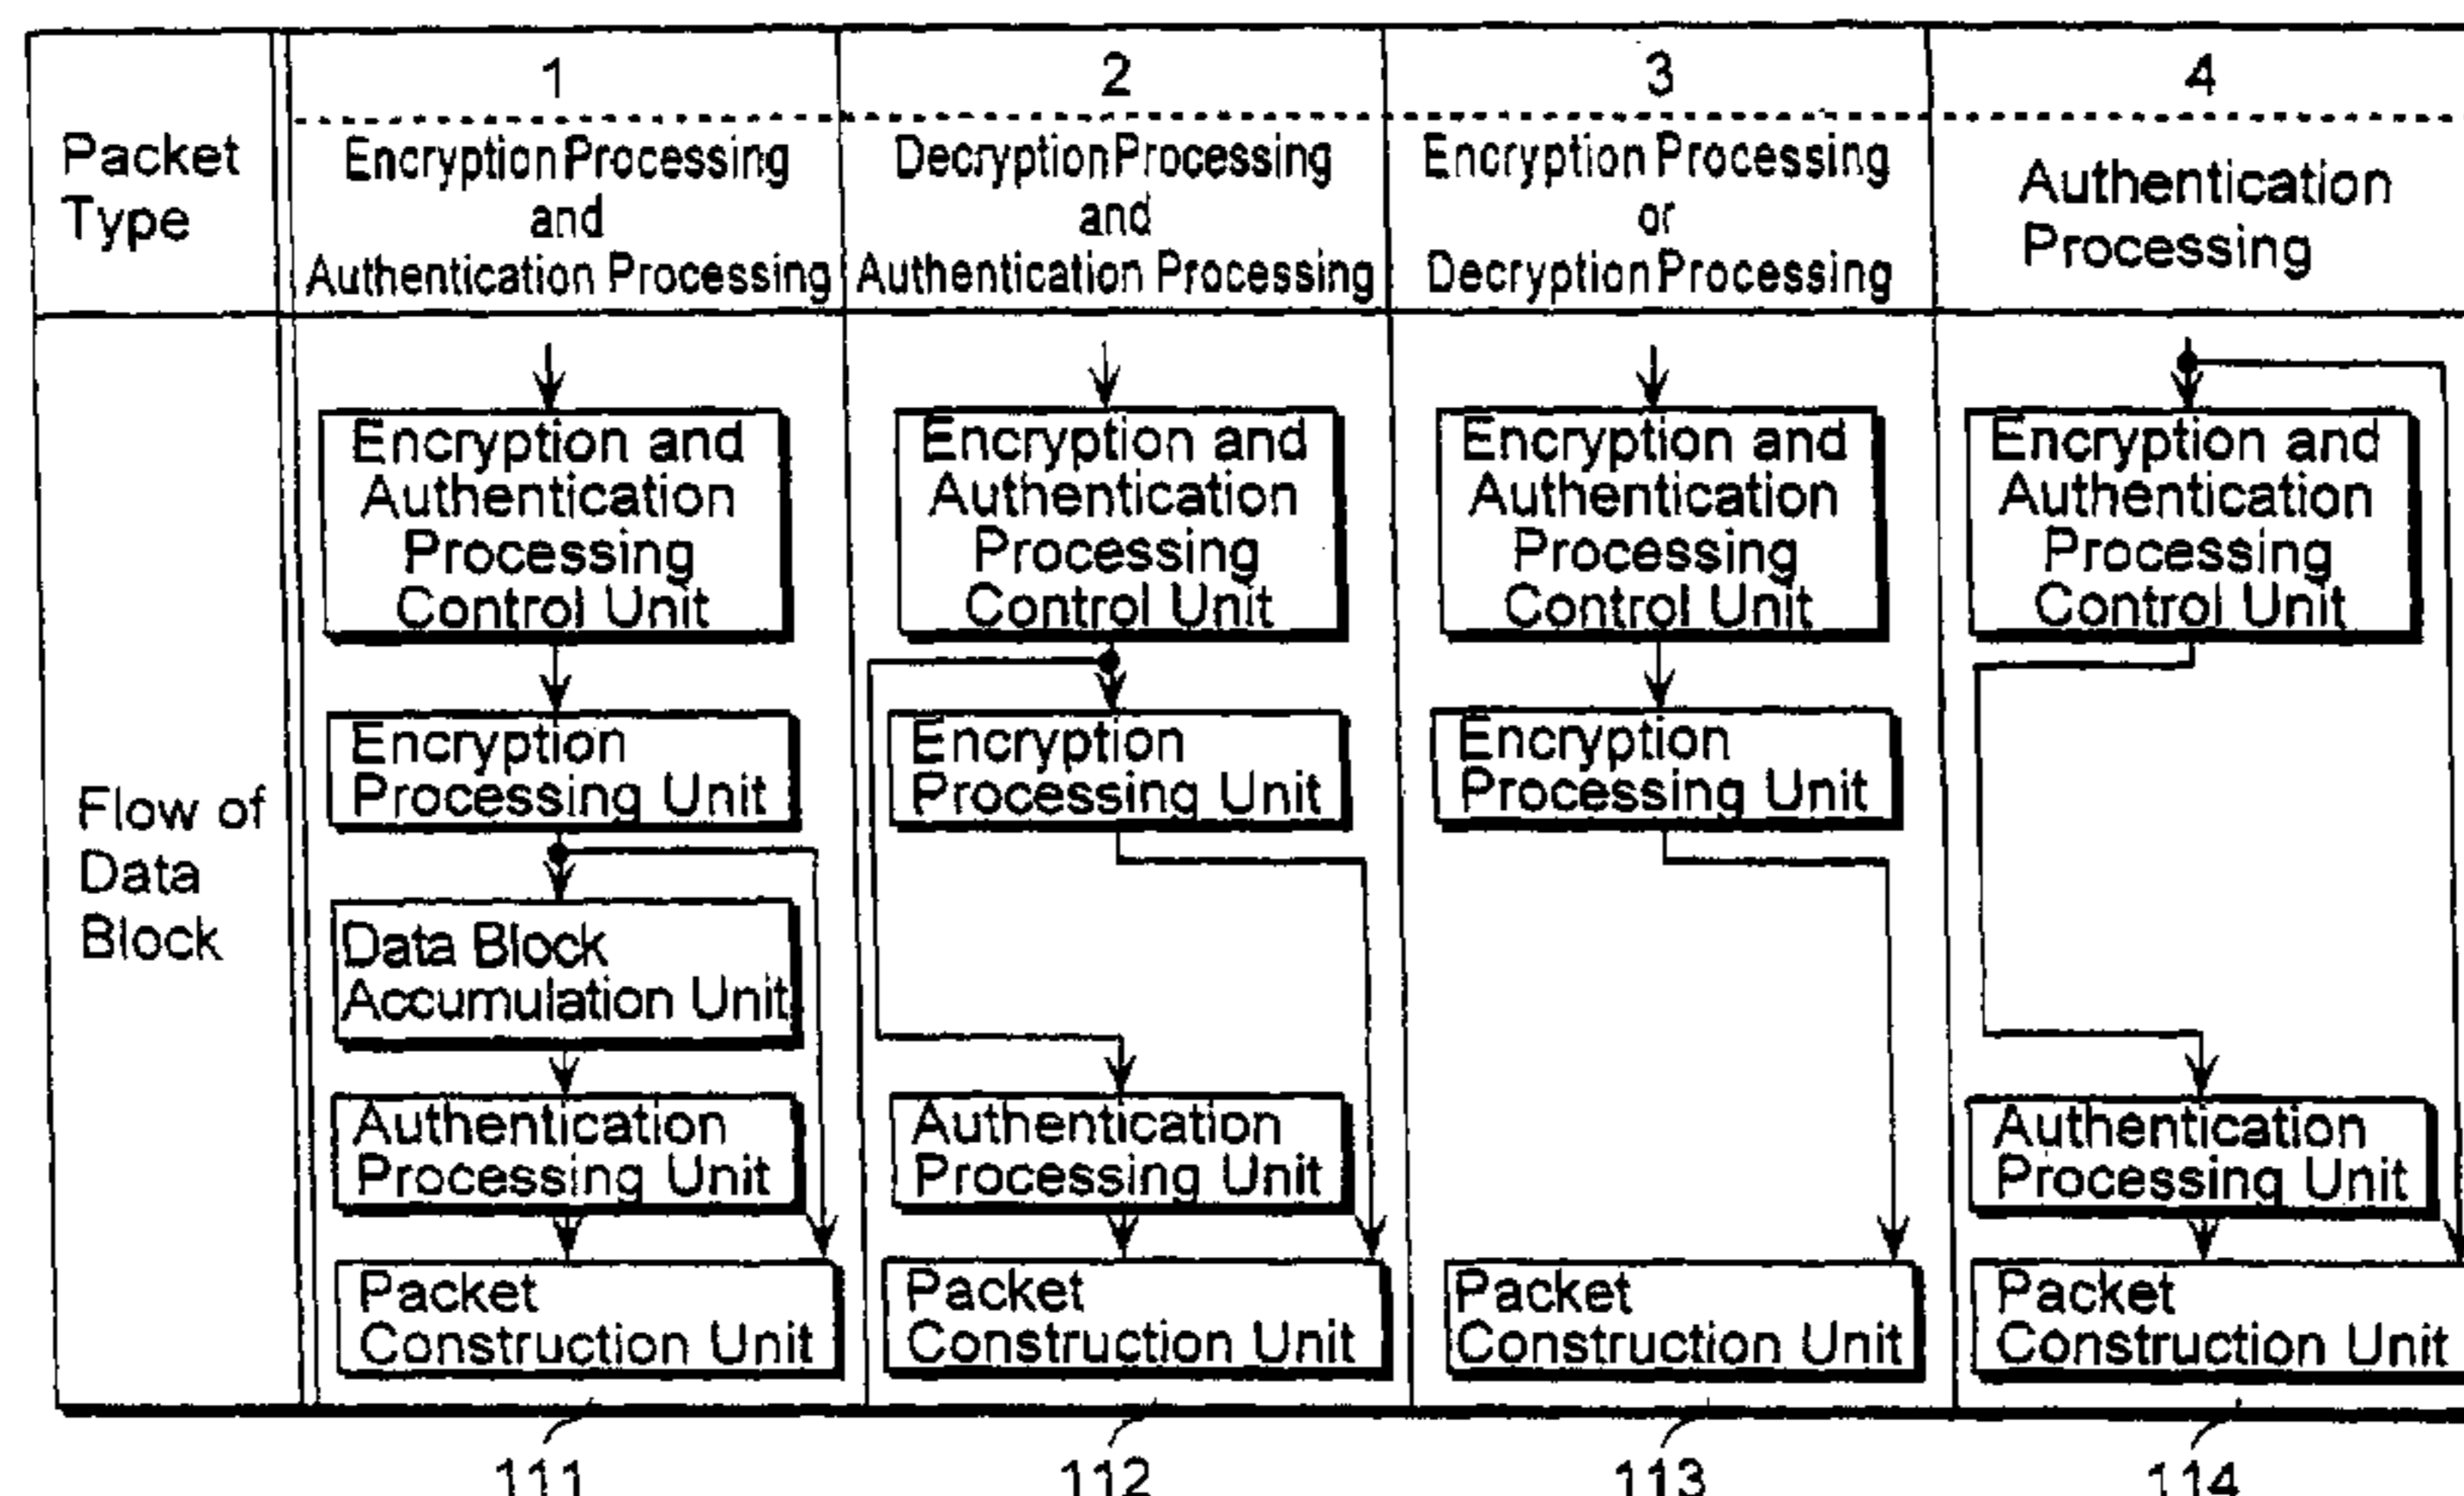 Packet
Type
1
Encryption Processing
and
Authentication Processing
2
Decryption Processing
and
Authentication Processing
3
Encryption Processing
or
Decryption Processing
4
Authentication
Processing
Flow of
Data
Block
Encryption and
Authentication
Processing
Control Unit
Encryption
Processing Unit
Data Block
Accumulation Unit
Authentication
Processing Unit
Packet
Construction Unit
111
Encryption and
Authentication
Processing
Control Unit
Encryption
Processing Unit
Authentication
Processing Unit
Packet
Construction Unit
112
Encryption and
Authentication
Processing
Control Unit
Encryption
Processing Unit
Packet
Construction Unit
113
Encryption and
Authentication
Processing
Control Unit
Authentication
Processing Unit
Packet
Construction Unit
114